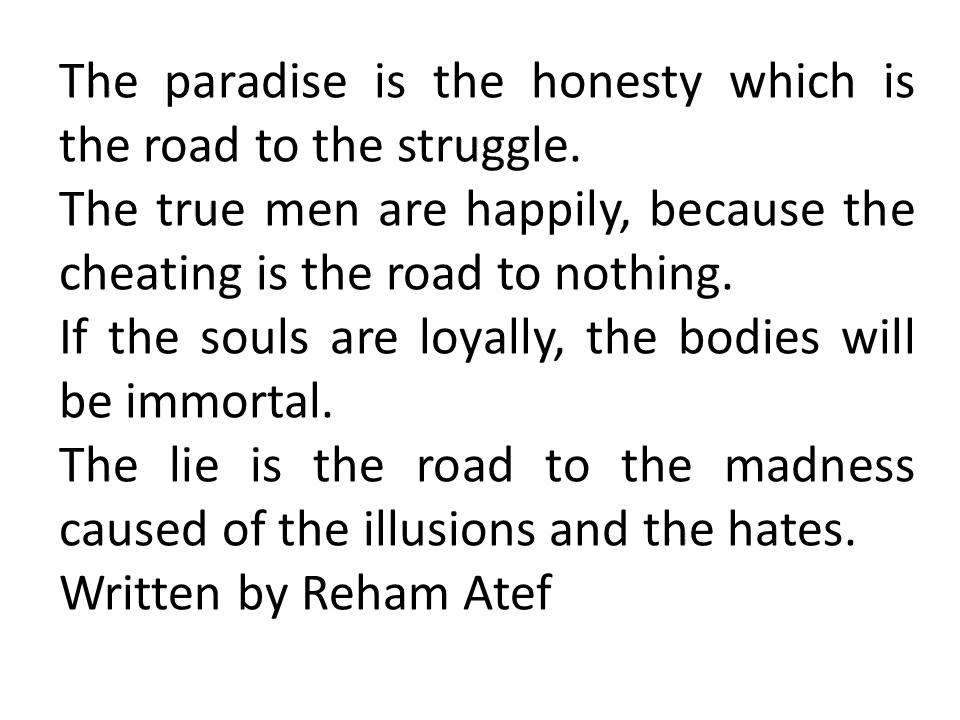 The paradise is the honesty which is
the road to the struggle.
The true men are happily, because the
cheating is the road to nothing.
If the souls are loyally, the bodies will
be immortal.
The lie is the road to the madness
caused of the illusions and the hates.
Written by Reham Atef